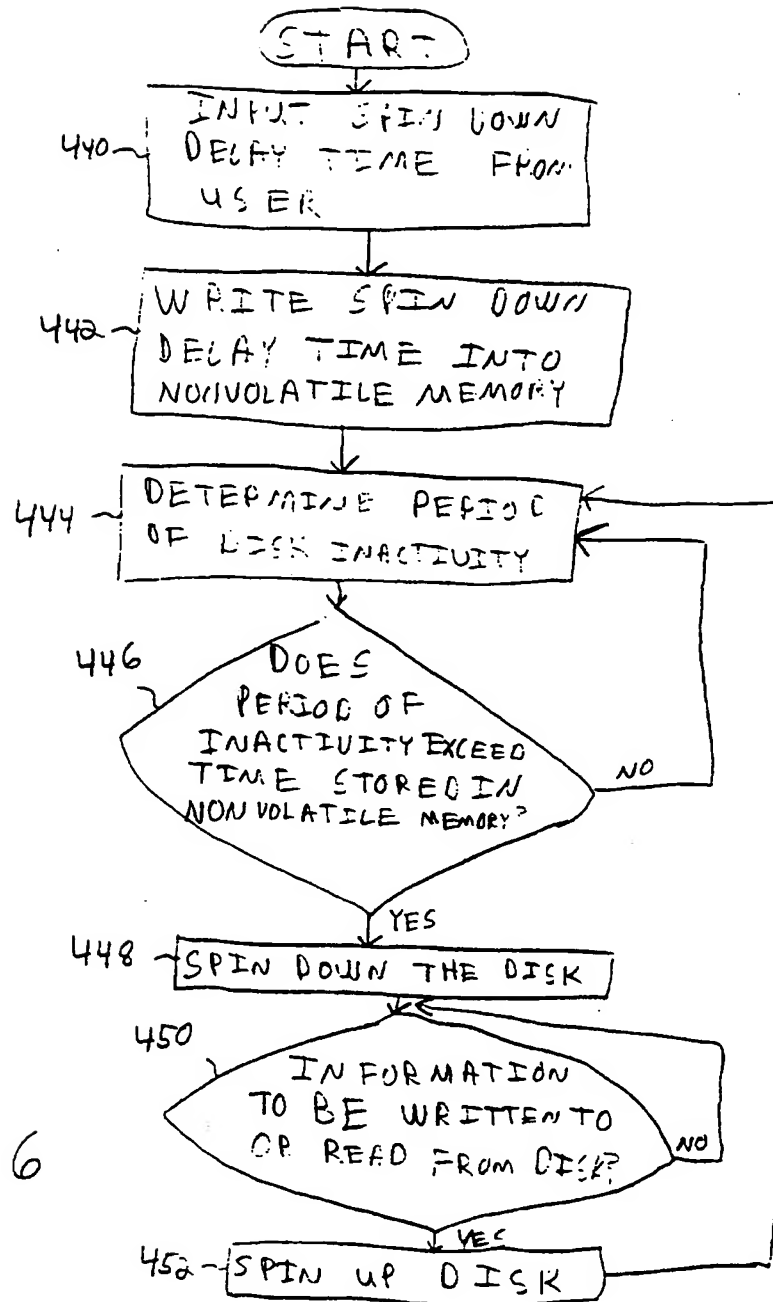 START
440
INPUT SPIN DOWN
DELAY TIME FROM
USER
442
WRITE SPIN DOWN
DELAY TIME INTO
NONVOLATILE MEMORY
444
DETERMINE PERIOD
OF DISK INACTIVITY
446
DOES
PERIOD OF
INACTIVITY EXCEED
TIME STORED IN
NONVOLATILE MEMORY?
NO
YES
448
SPIN DOWN THE DISK
450
INFORMATION
TO BE WRITTEN TO
OR READ FROM DISK?
NO
6
YES
452
SPIN UP DISK